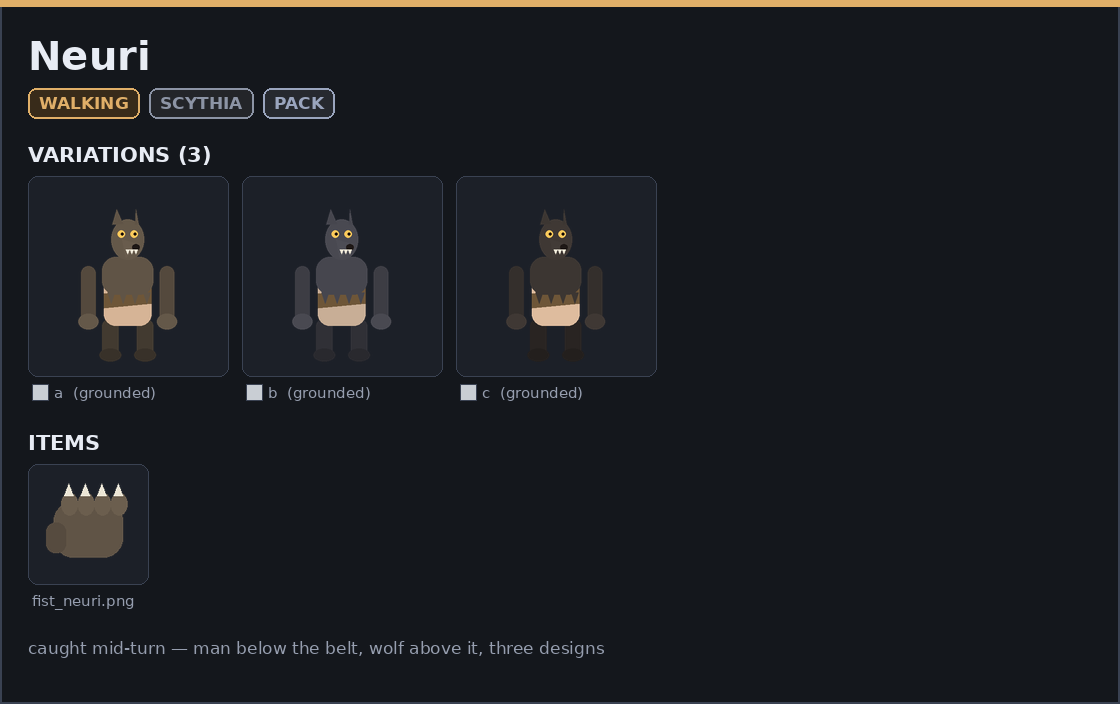 Neuri
WALKING SCYTHIA PACK
VARIATIONS (3)
a (grounded) b (grounded) c (grounded)
ITEMS
fist_neuri.png
caught mid-turn — man below the belt, wolf above it, three designs